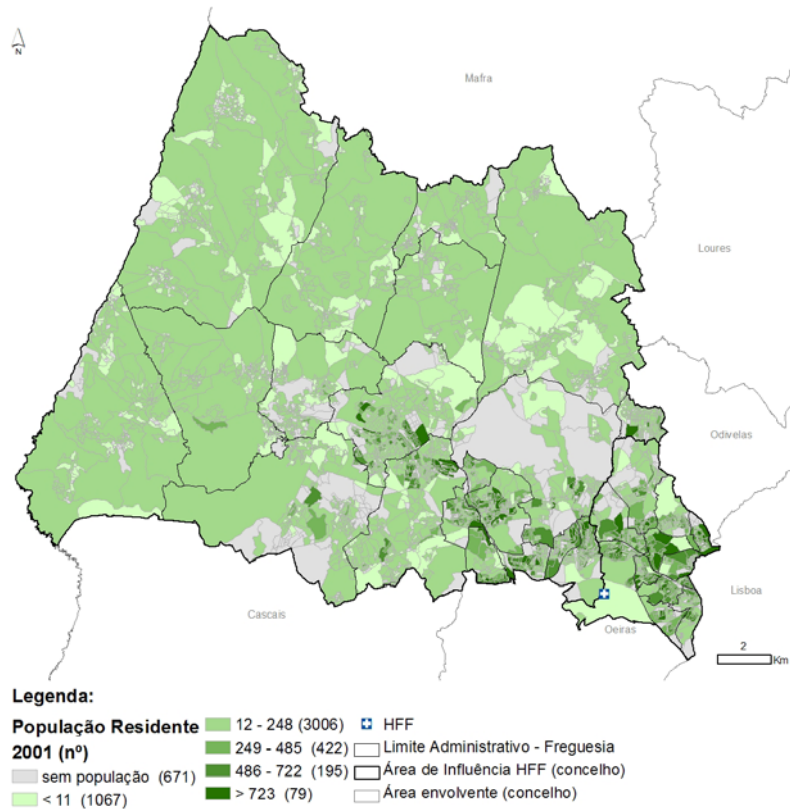 N
Mafra
Loures
Odivelas
Lisboa
Cascais
Oeiras
2
Km
Legenda:
População Residente
2001 (nº)
sem população (671)
< 11 (1067)
12 - 248 (3006)
249 - 485 (422)
486 - 722 (195)
> 723 (79)
HFF
Limite Administrativo - Freguesia
Área de Influência HFF (concelho)
Área envolvente (concelho)